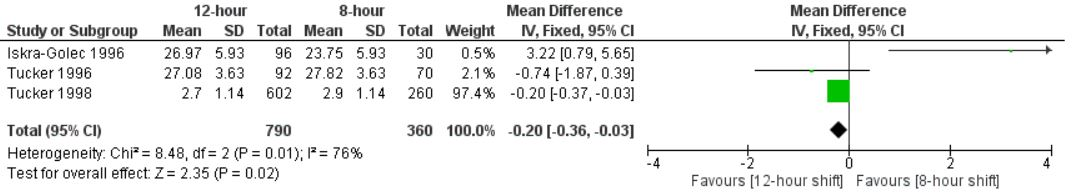 12-hour 8-hour Mean Difference Mean Difference
Study or Subgroup Mean SD Total Mean SD Total Weight IV, Fixed, 95% CI IV, Fixed, 95% CI
Iskra-Golec 1996 26.97 5.93 96 23.75 5.93 30 0.5% 3.22 [0.79, 5.65]
Tucker 1996 27.08 3.63 92 27.82 3.63 70 2.1% -0.74 [-1.87, 0.39]
Tucker 1998 2.7 1.14 602 2.9 1.14 260 97.4% -0.20 [-0.37, -0.03]
Total (95% CI) 790 360 100.0% -0.20 [-0.36, -0.03]
Heterogeneity: Chi² = 8.48, df = 2 (P = 0.01); I² = 76%
Test for overall effect: Z = 2.35 (P = 0.02)
-4 -2 0 2 4
Favours [12-hour shift] Favours [8-hour shift]